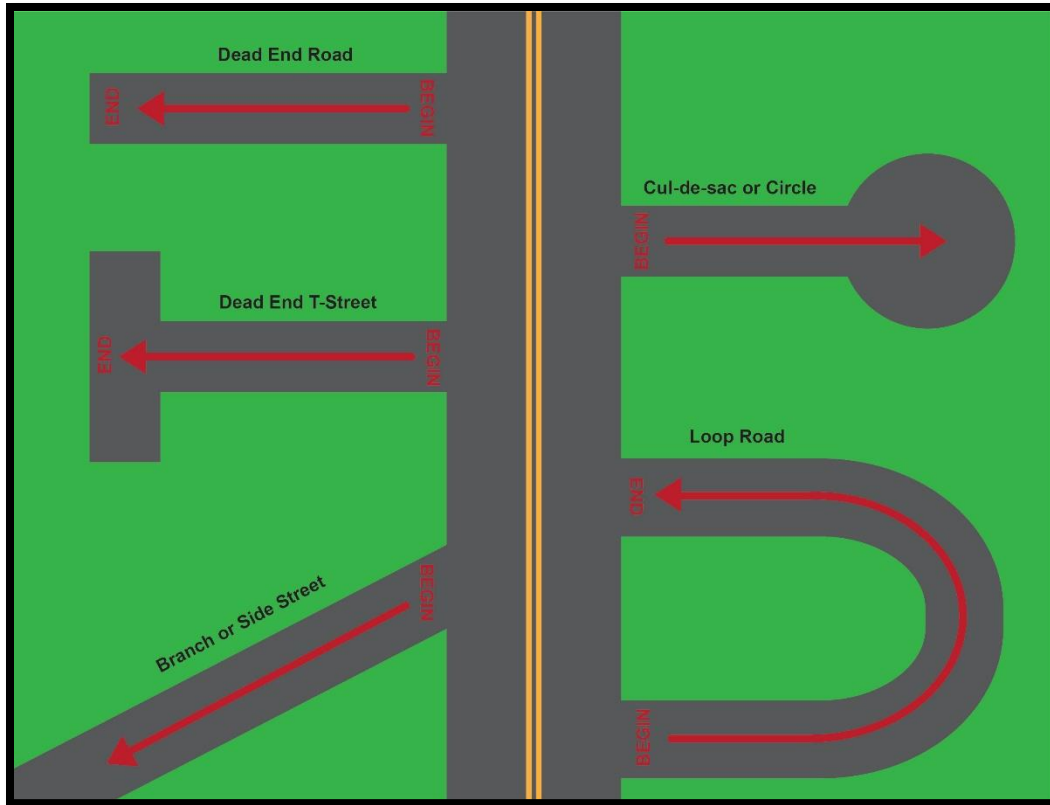 Dead End Road
END
BEGIN
Cul-de-sac or Circle
BEGIN
Dead End T-Street
END
BEGIN
Loop Road
END
BEGIN
Branch or Side Street
BEGIN